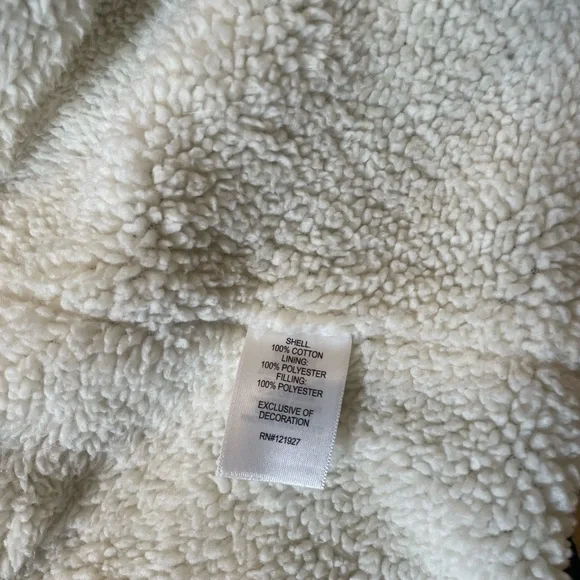 SHELL:
100% COTTON
LINING:
100% POLYESTER
FILLING:
100% POLYESTER
EXCLUSIVE OF
DECORATION
RN#121927